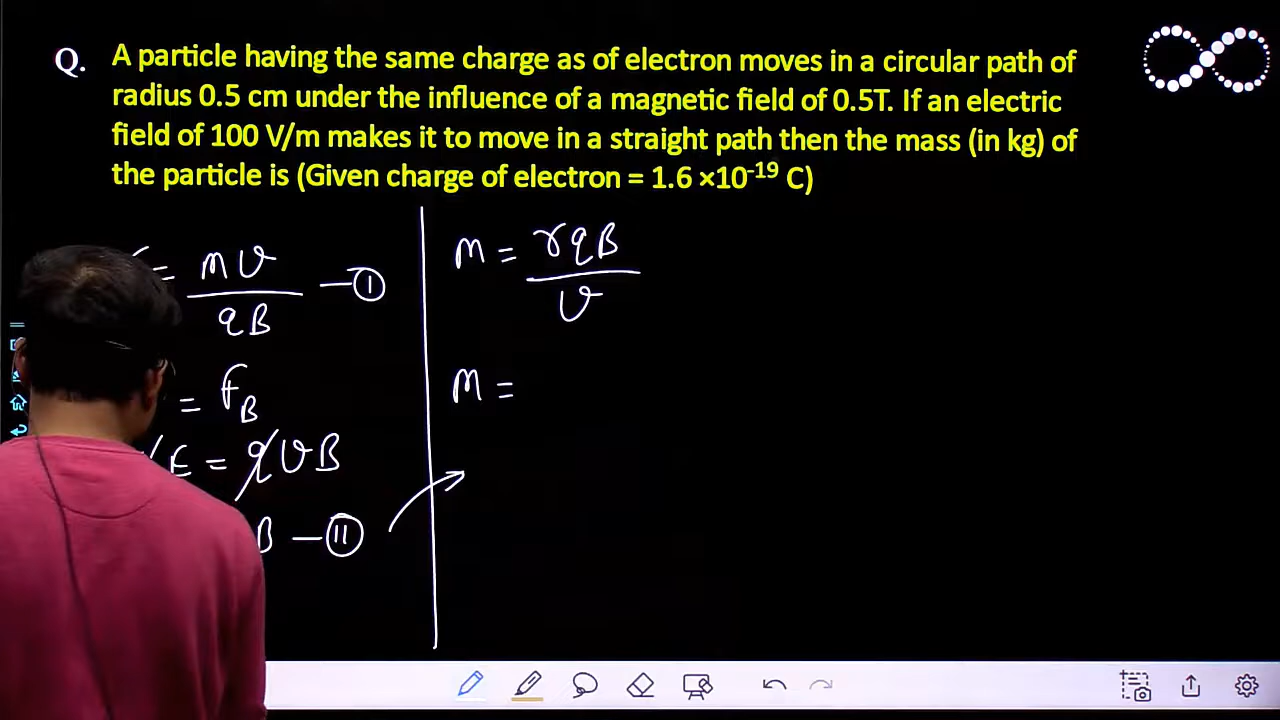 Q. A particle having the same charge as of electron moves in a circular path of
radius 0.5 cm under the influence of a magnetic field of 0.5T. If an electric
field of 100 V/m makes it to move in a straight path then the mass (in kg) of
the particle is (Given charge of electron = 1.6 ×10⁻¹⁹ C)
= mv / qB — (I)
= F_B
E = qvB
B — (II)
m = rqB / v
m =